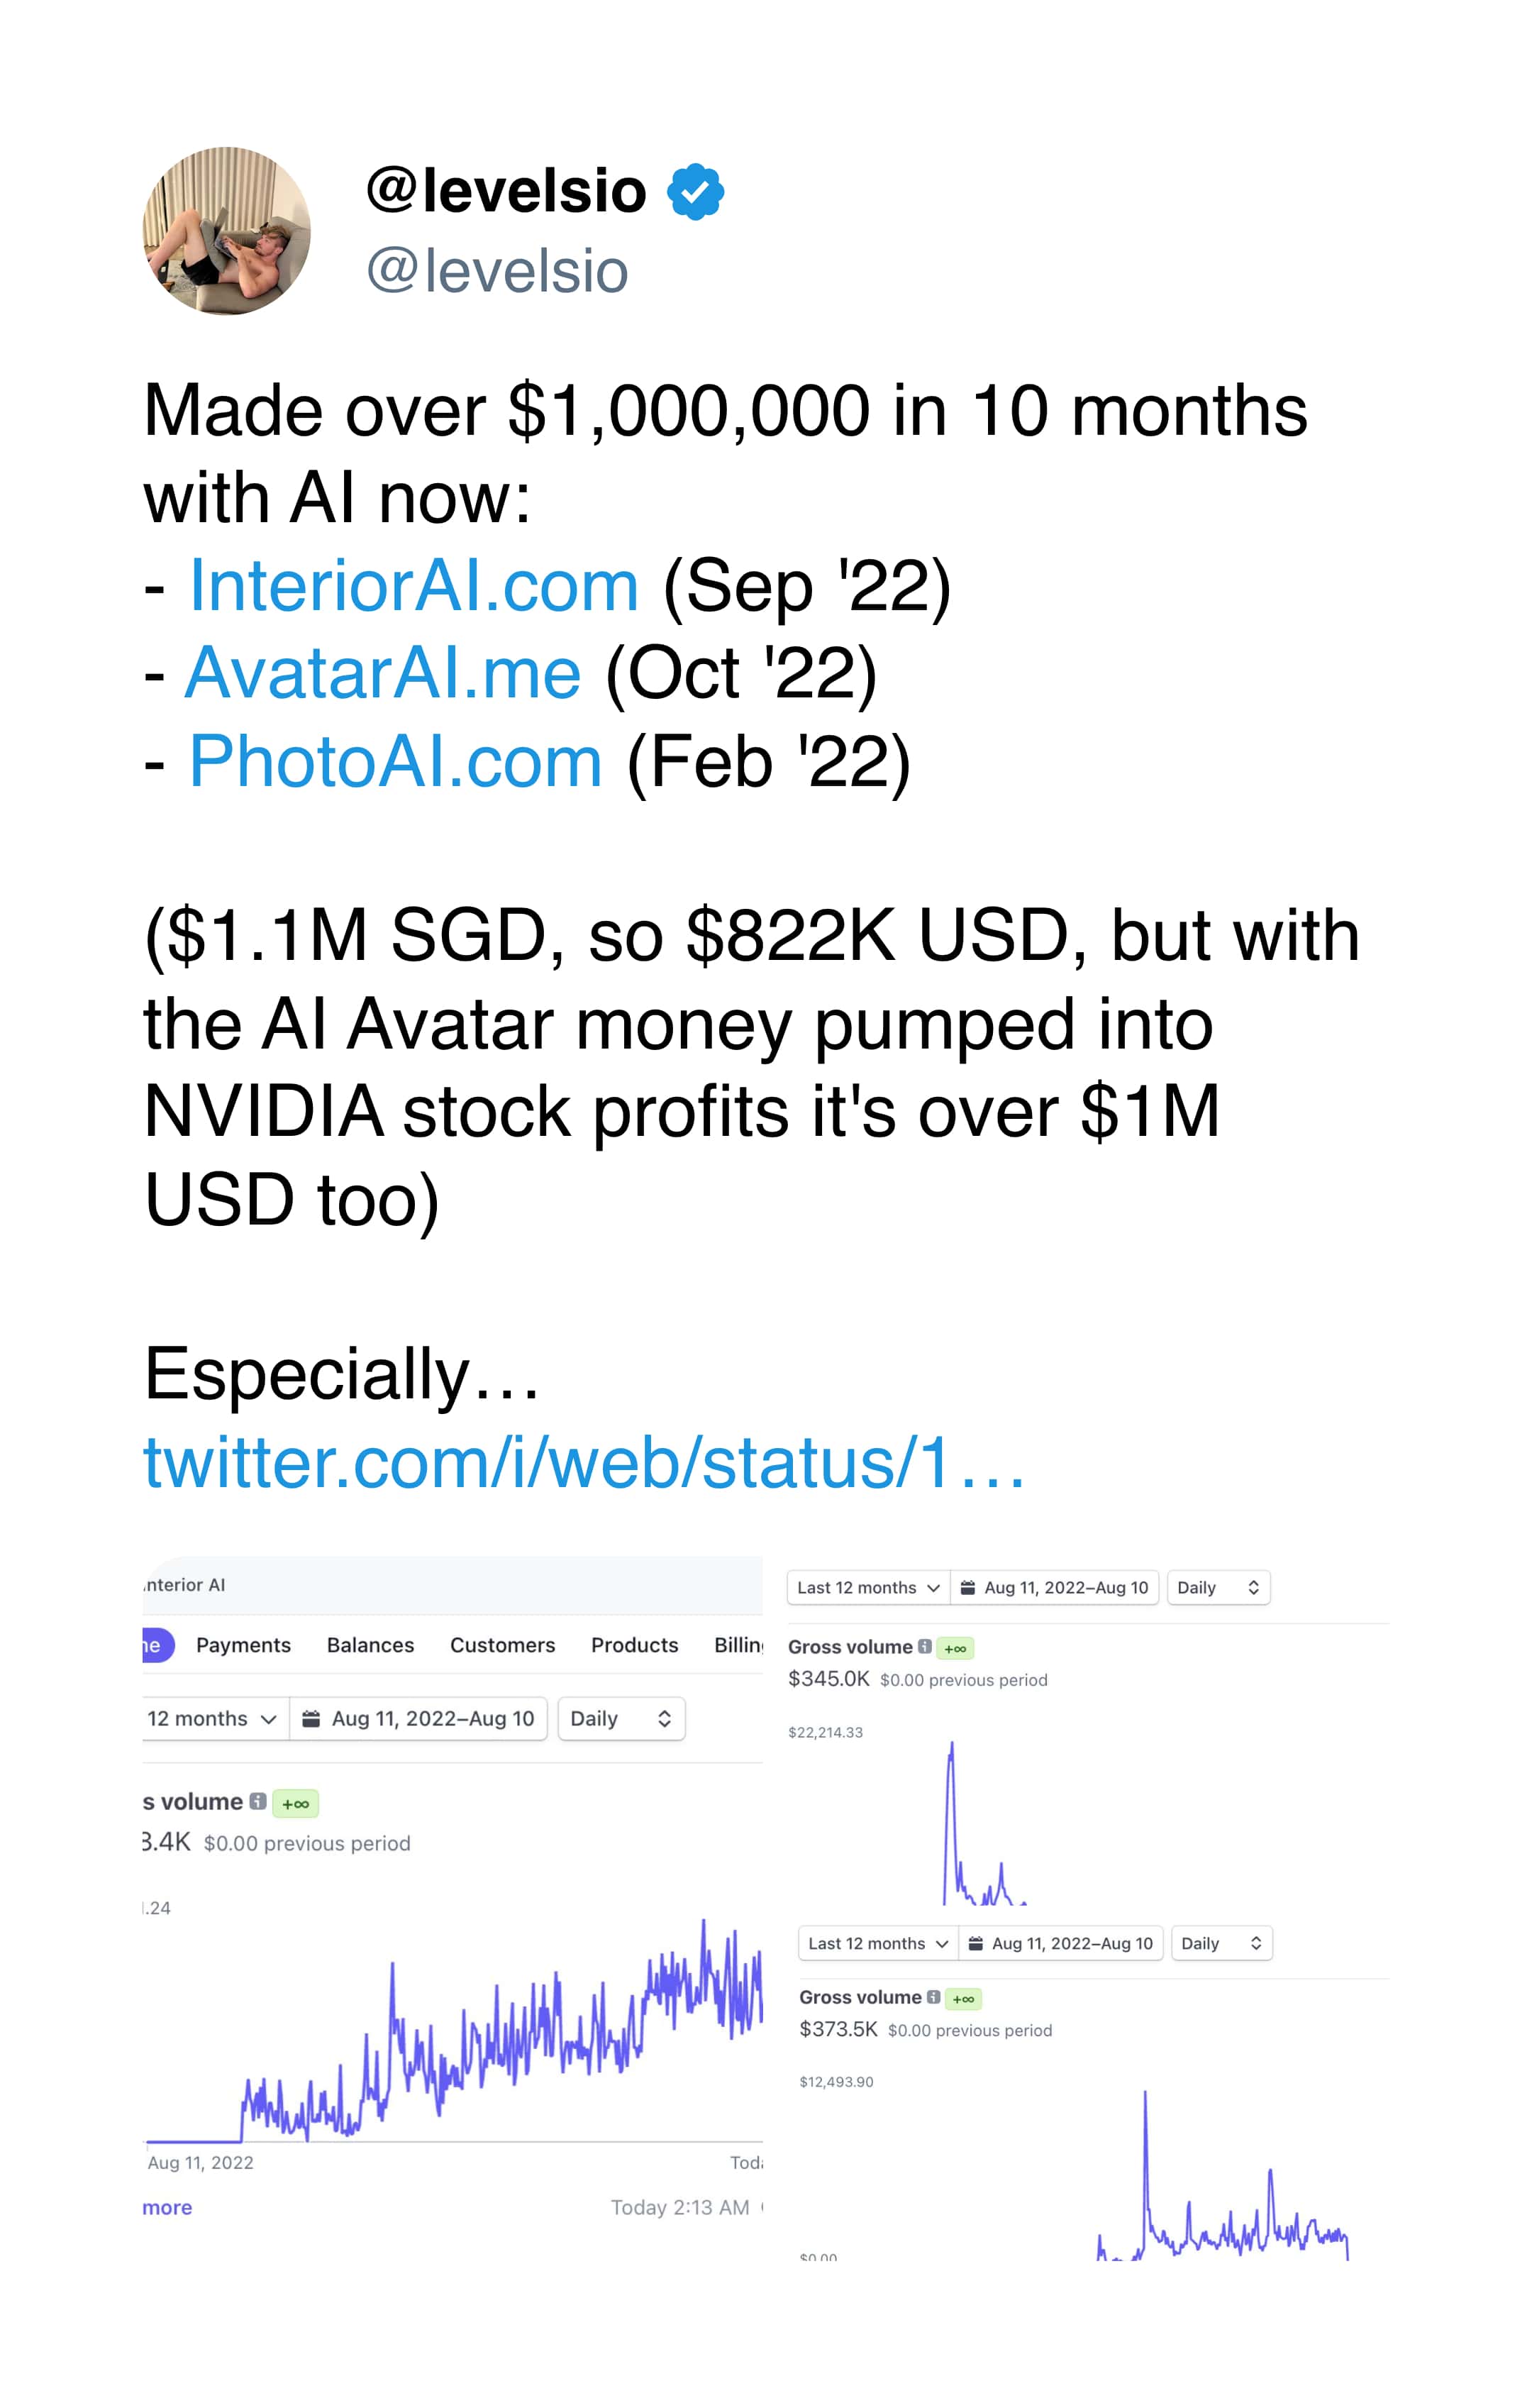 @levelsio
@levelsio
Made over $1,000,000 in 10 months
with AI now:
- InteriorAI.com (Sep '22)
- AvatarAI.me (Oct '22)
- PhotoAI.com (Feb '22)
($1.1M SGD, so $822K USD, but with
the AI Avatar money pumped into
NVIDIA stock profits it's over $1M
USD too)
Especially…
twitter.com/i/web/status/1…
nterior AI
Payments Balances Customers Products Billin
12 months Aug 11, 2022–Aug 10 Daily
s volume +∞
3.4K $0.00 previous period
.24
Aug 11, 2022 Toda
more Today 2:13 AM
Last 12 months Aug 11, 2022–Aug 10 Daily
Gross volume +∞
$345.0K $0.00 previous period
$22,214.33
Last 12 months Aug 11, 2022–Aug 10 Daily
Gross volume +∞
$373.5K $0.00 previous period
$12,493.90
$0.00